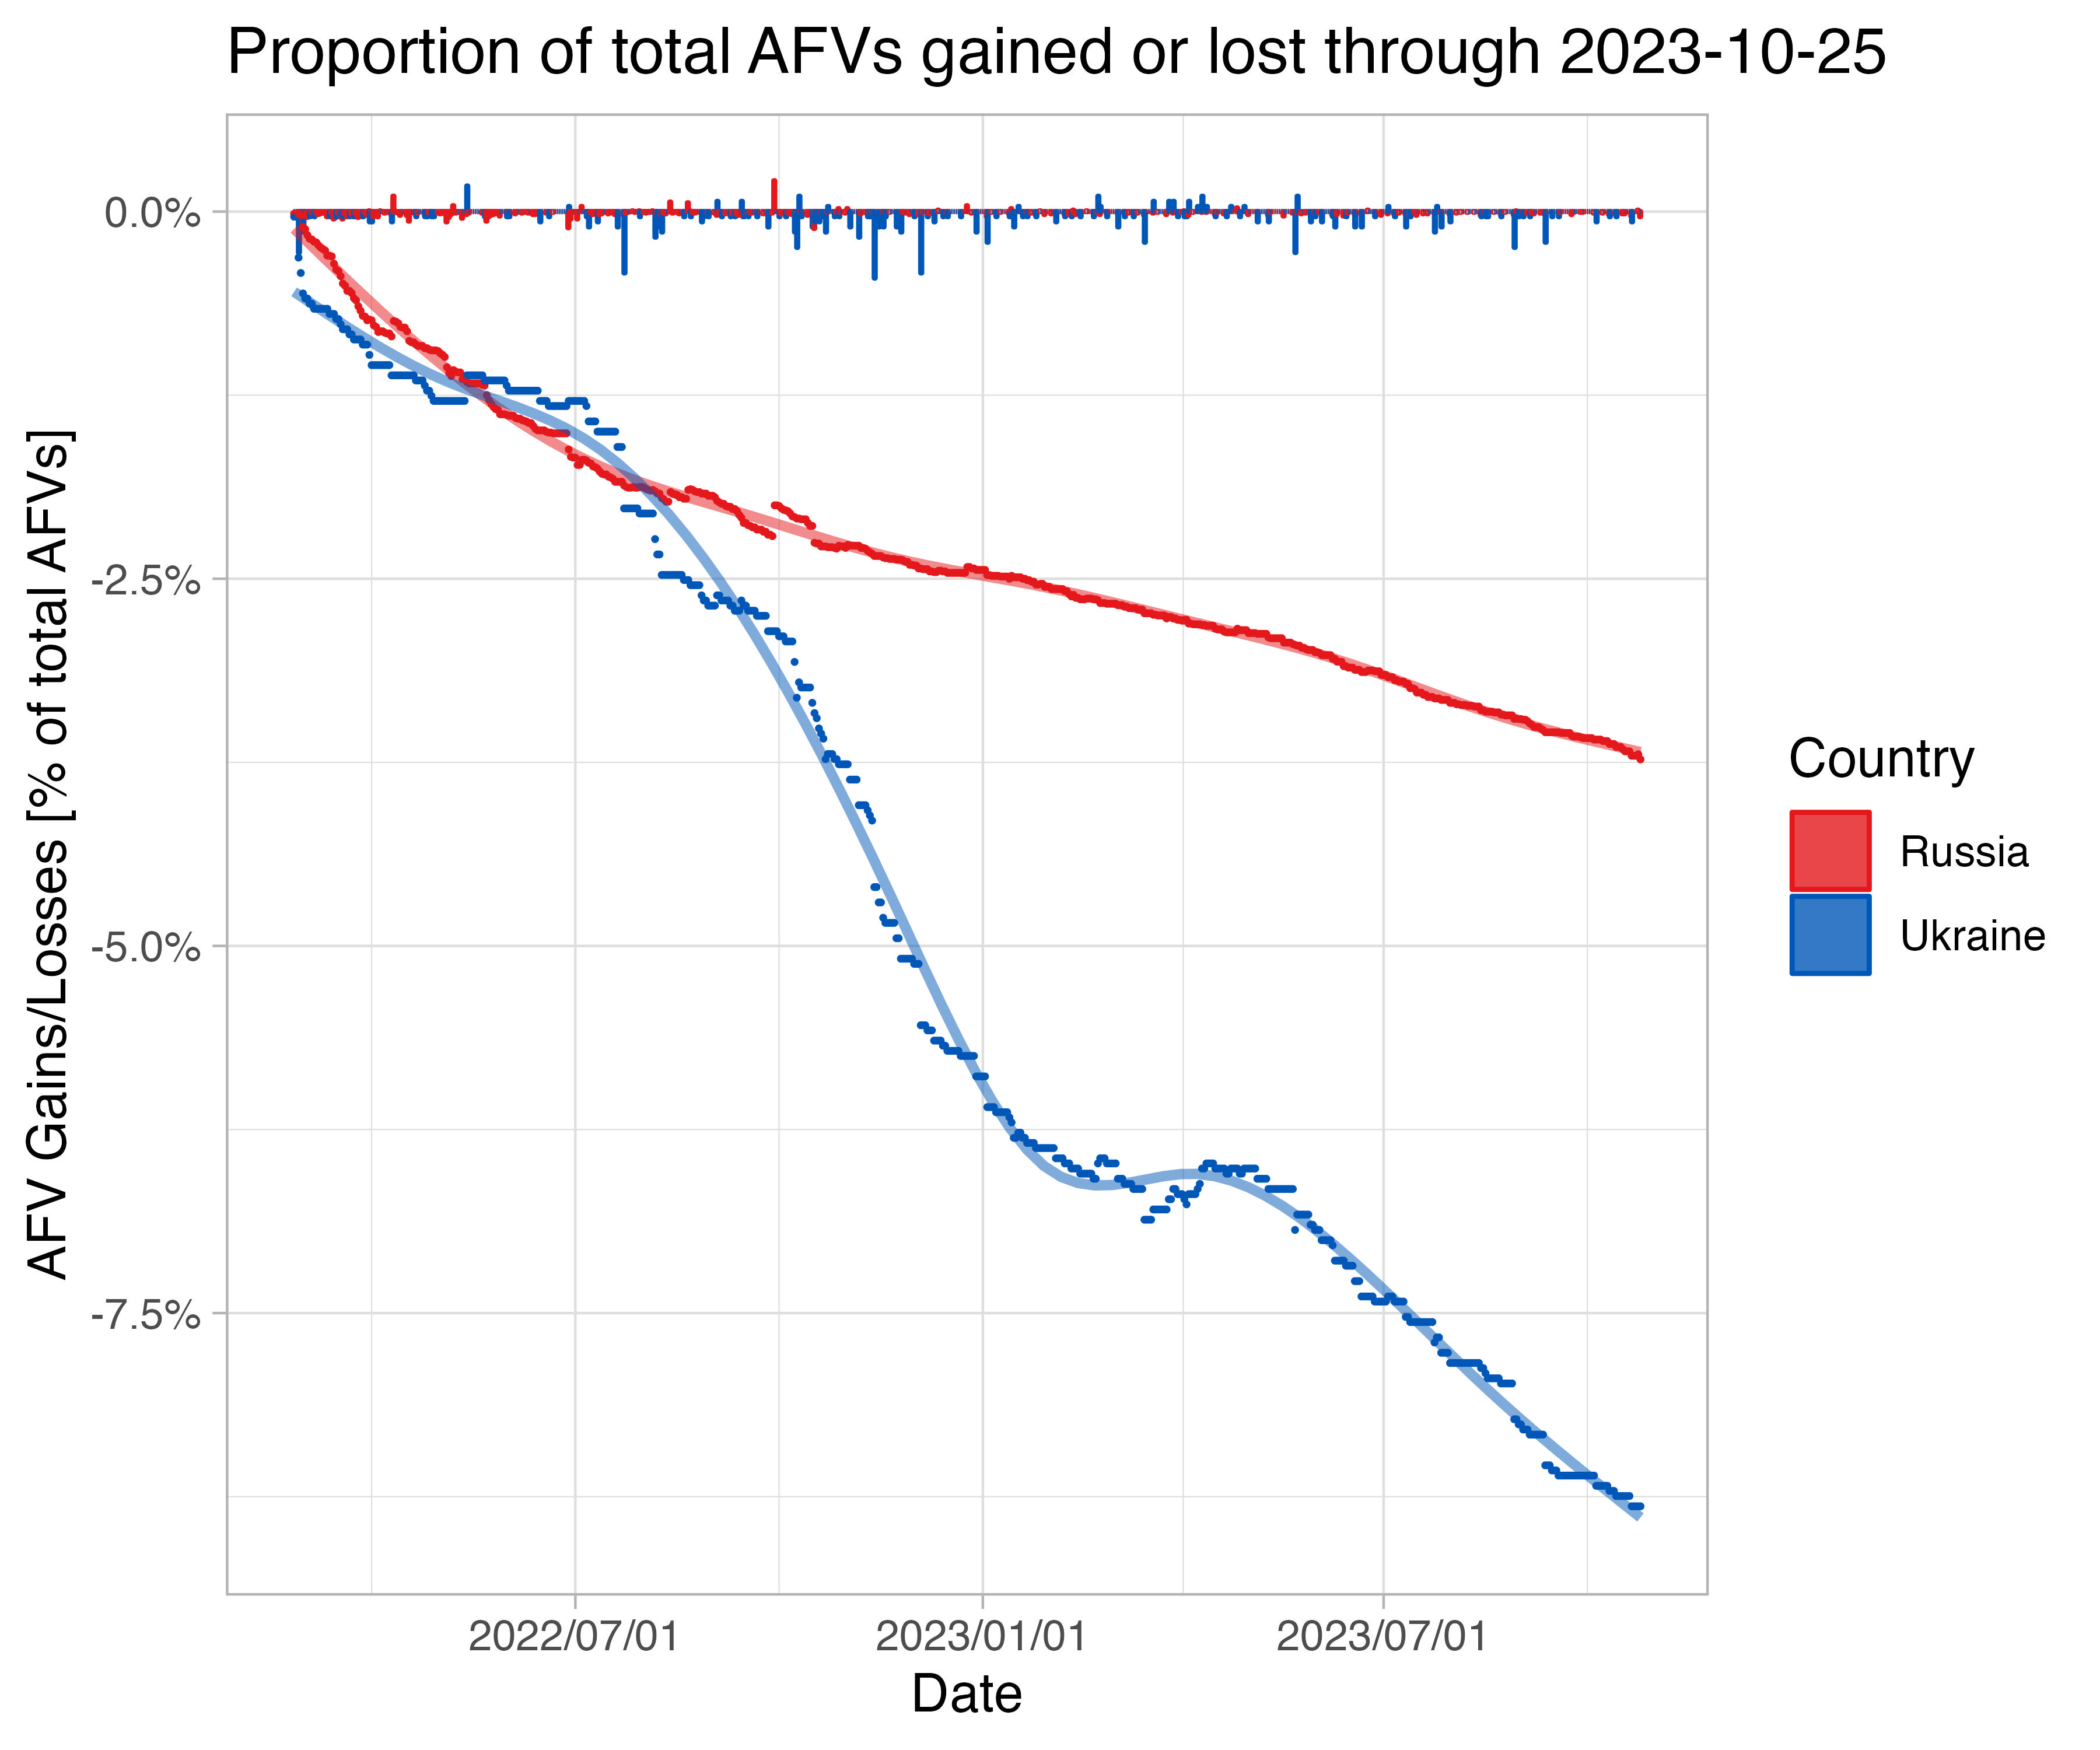 Proportion of total AFVs gained or lost through 2023-10-25
AFV Gains/Losses [% of total AFVs]
0.0%
-2.5%
-5.0%
-7.5%
2022/07/01
2023/01/01
2023/07/01
Date
Country
Russia
Ukraine